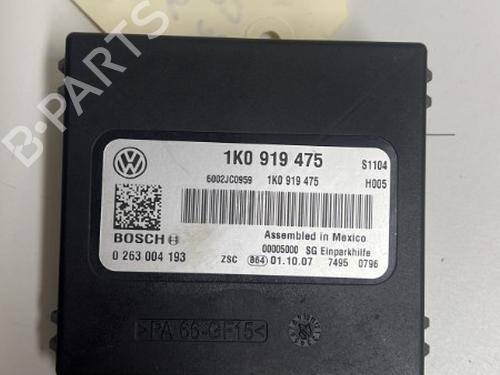 B-PARTS
1K0 919 475 S1104
6002JC0959 1K0 919 475 H005
Assembled in Mexico
BOSCH 00005000 SG Einparkhilfe
0 263 004 193 ZSC 864 01.10.07 7495 0796
>PA 66-GF15<